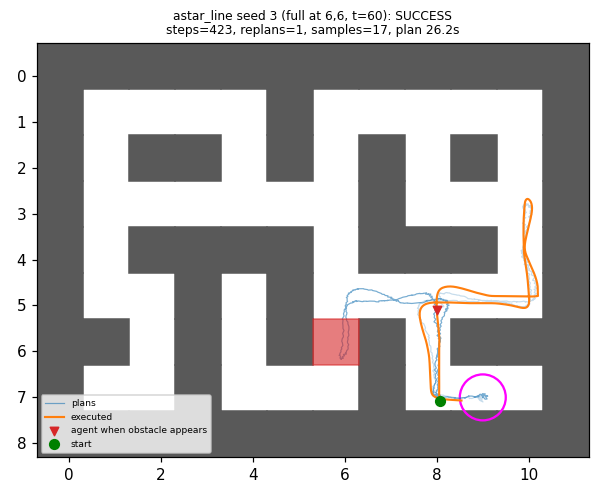 astar_line seed 3 (full at 6,6, t=60): SUCCESS
steps=423, replans=1, samples=17, plan 26.2s
0
1
2
3
4
5
6
7
8
plans
executed
agent when obstacle appears
start
0
2
4
6
8
10